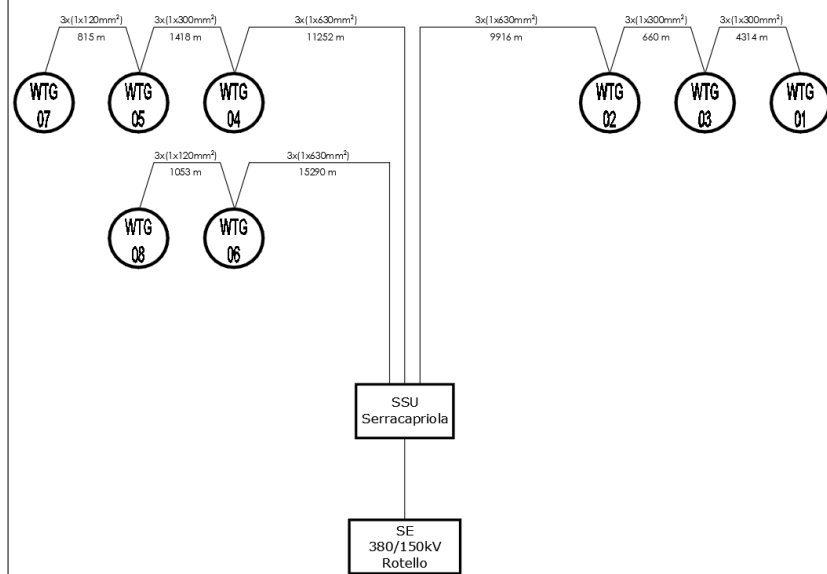 3x(1x120mm²) 3x(1x300mm²) 3x(1x630mm²) 3x(1x630mm²) 3x(1x300mm²) 3x(1x300mm²)
815 m 1418 m 11252 m 9916 m 660 m 4314 m
WTG 07
WTG 05
WTG 04
WTG 02
WTG 03
WTG 01
3x(1x120mm²) 3x(1x630mm²)
1053 m 15290 m
WTG 08
WTG 06
SSU
Serracapriola
SE
380/150kV
Rotello